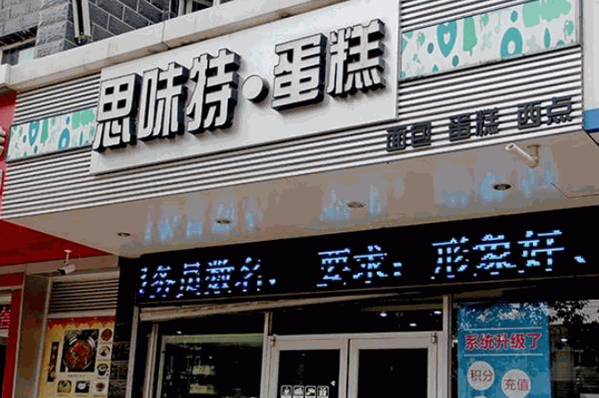 思味特·蛋糕
面包 蛋糕 西点
务员数名，要求：形象好、
系统升级了
积分
充值